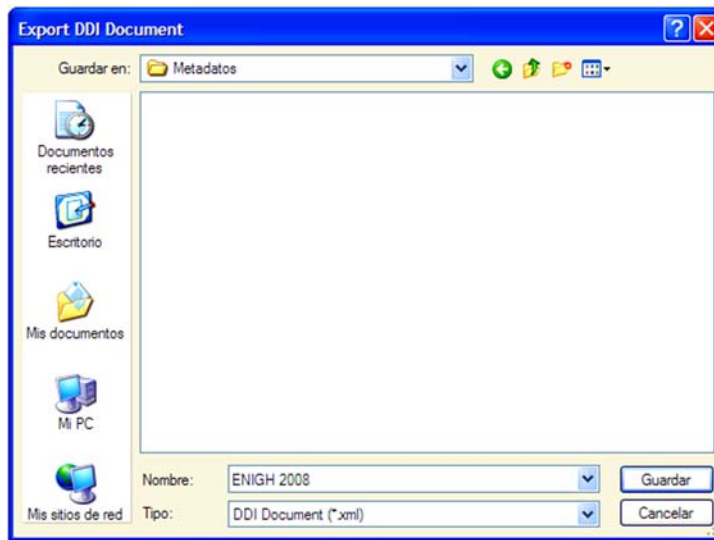 Export DDI Document
Guardar en:
Metadatos
Documentos
recientes
Escritorio
Mis documentos
Mi PC
Mis sitios de red
Nombre:
ENIGH 2008
Guardar
Tipo:
DDI Document (*.xml)
Cancelar